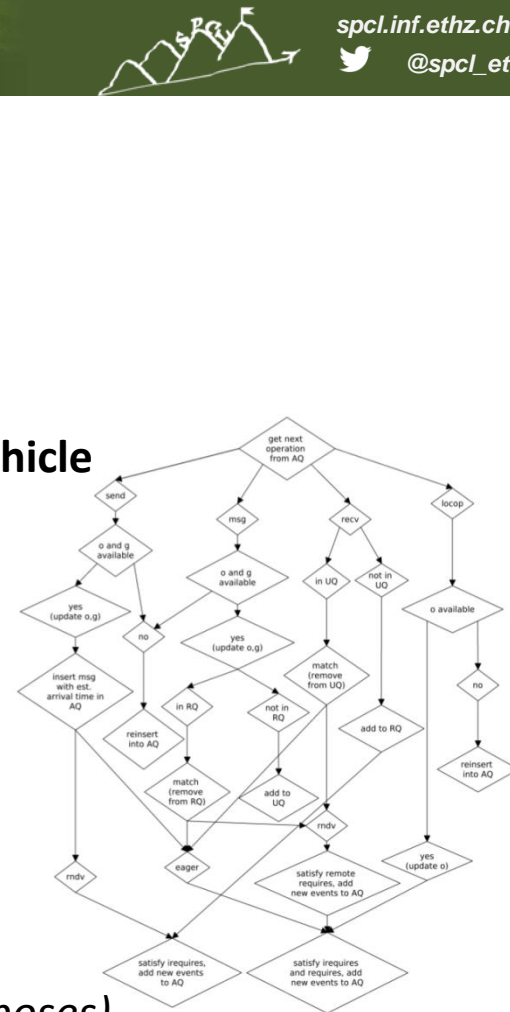 SPCL
spcl.inf.ethz.ch
@spcl_et
hicle
get next
operation
from AQ
send
msg
recv
locop
o and g
available
o and g
available
in UQ
not in
UQ
o available
yes
(update o,g)
no
yes
(update o,g)
insert msg
with est.
arrival time in
AQ
match
(remove
from UQ)
no
in RQ
not in
RQ
add to RQ
reinsert
into AQ
reinsert
into AQ
match
(remove
from RQ)
add to
UQ
rndv
eager
yes
(update o)
rndv
satisfy remote
requires, add
new events to AQ
satisfy irequires,
add new events
to AQ
satisfy irequires
and requires, add
new events to AQ
poses)